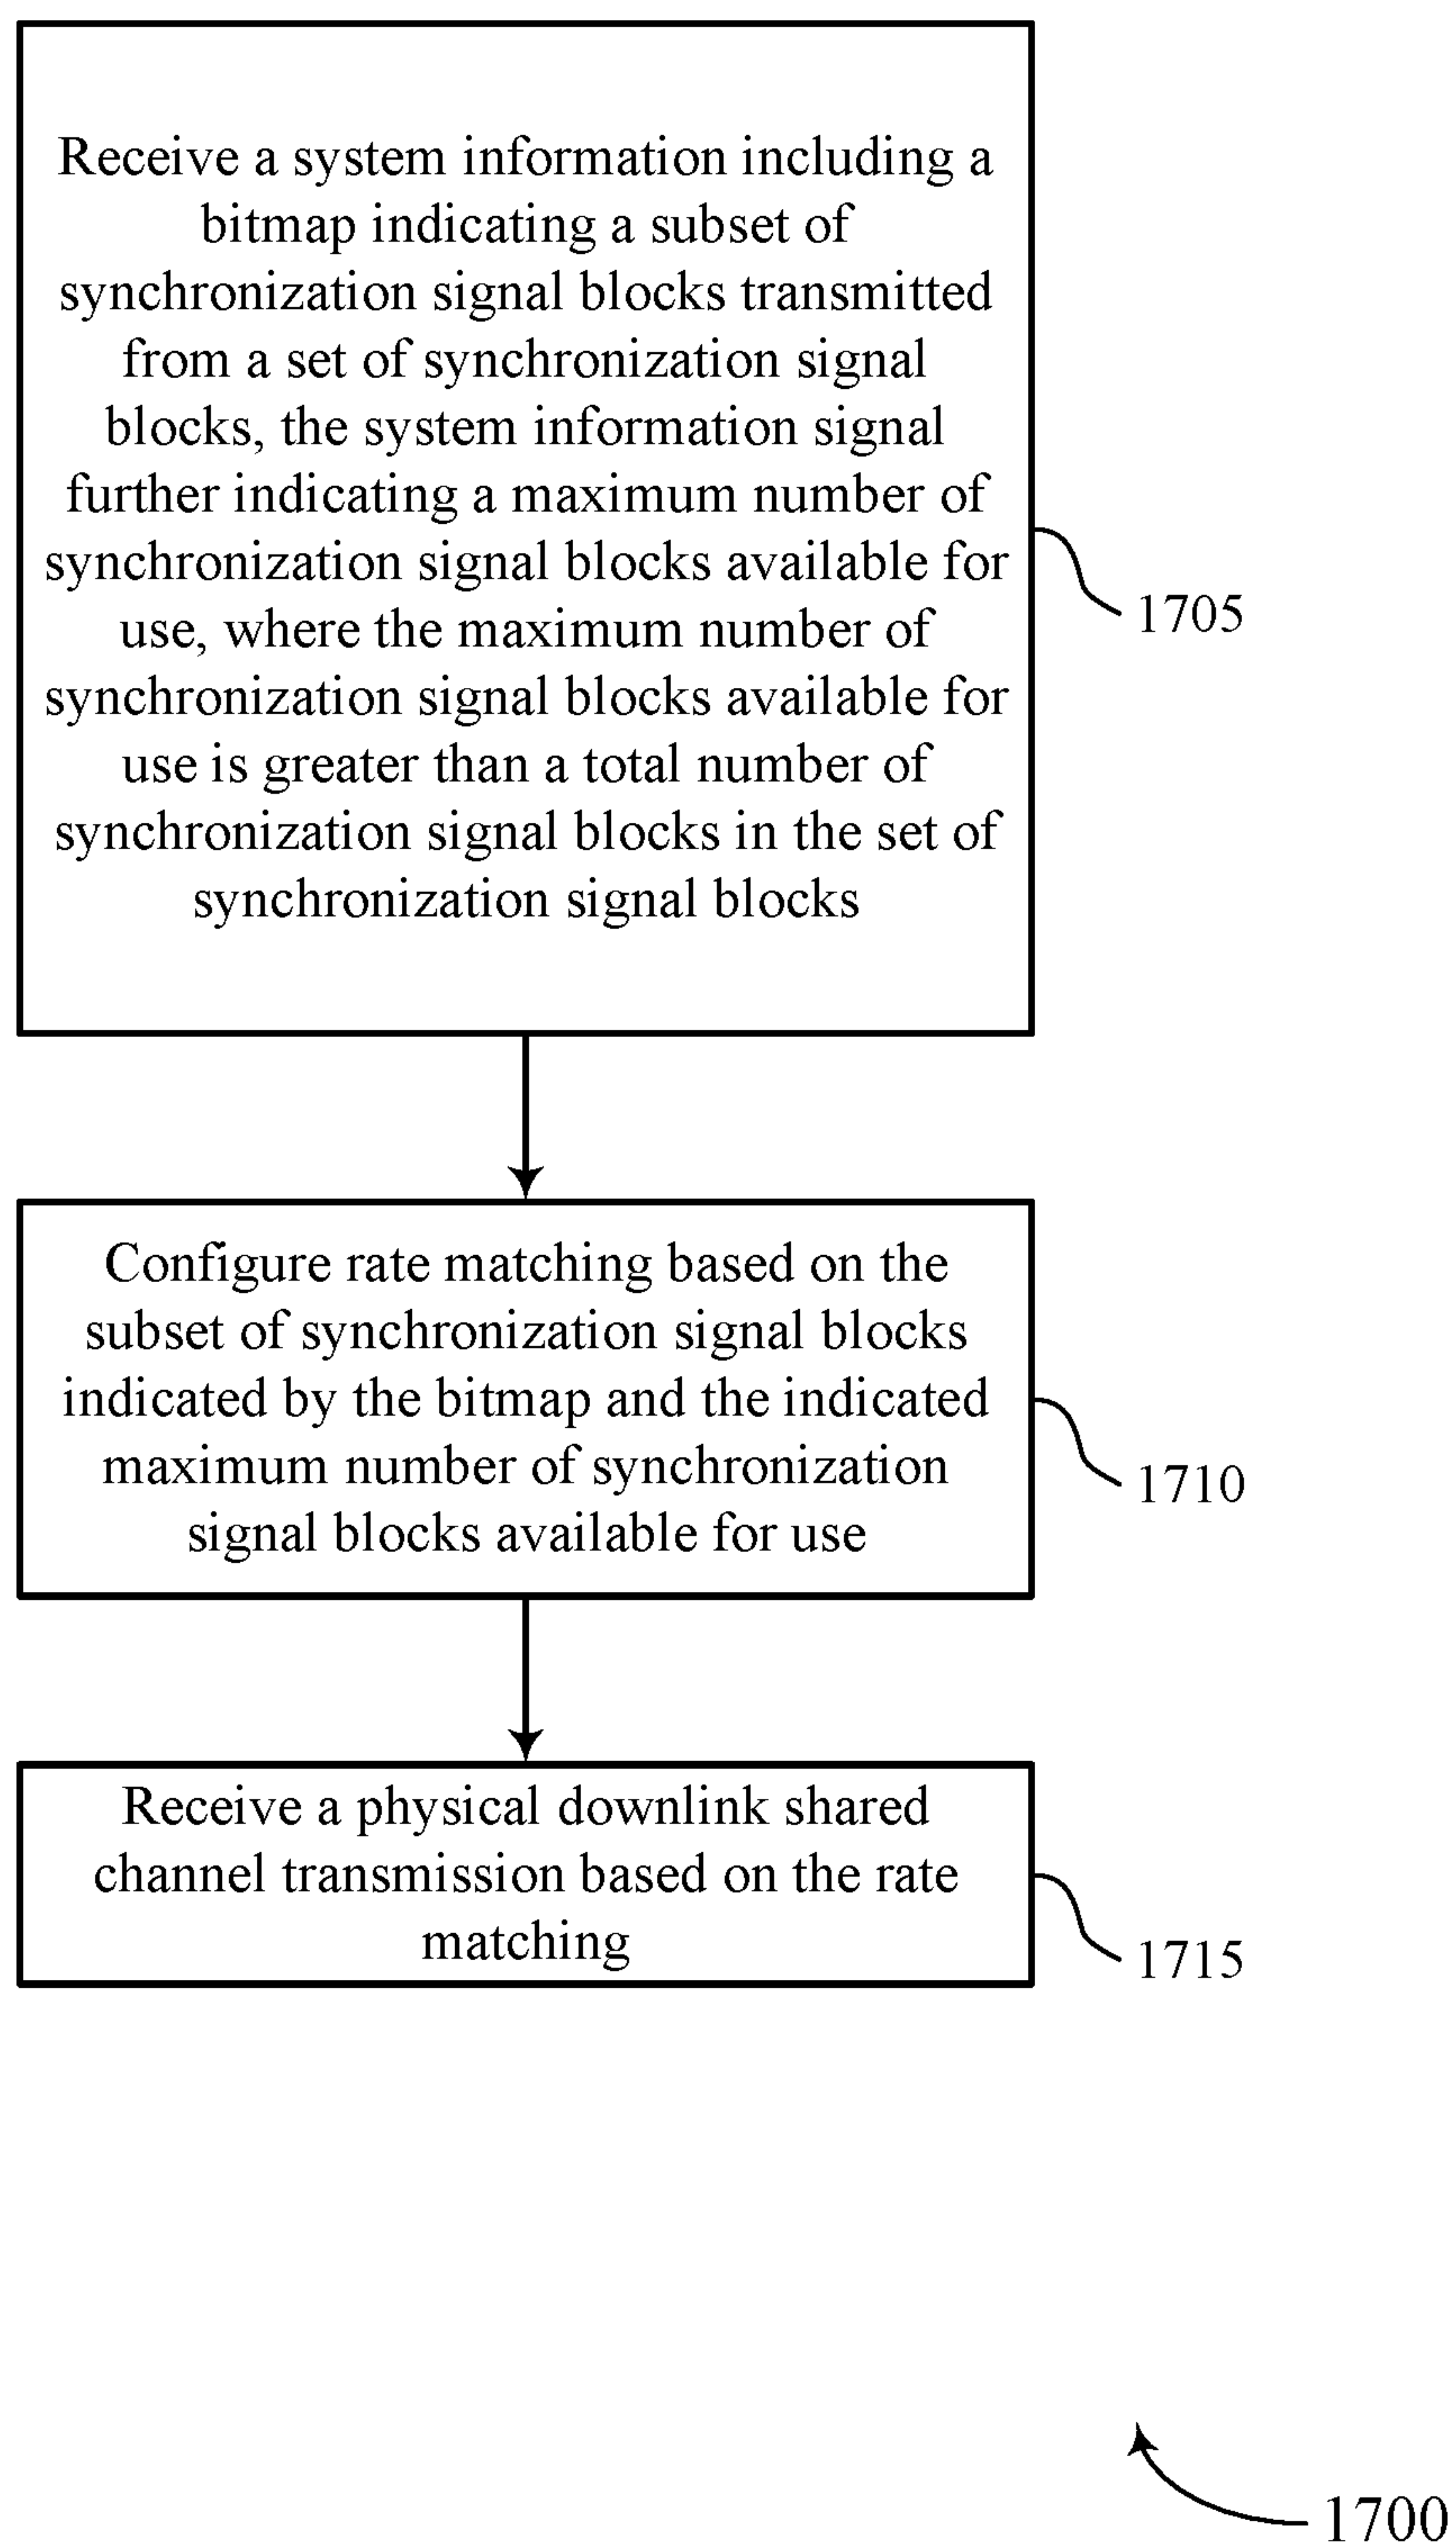 Receive a system information including a
bitmap indicating a subset of
synchronization signal blocks transmitted
from a set of synchronization signal
blocks, the system information signal
further indicating a maximum number of
synchronization signal blocks available for
use, where the maximum number of
synchronization signal blocks available for
use is greater than a total number of
synchronization signal blocks in the set of
synchronization signal blocks
1705
Configure rate matching based on the
subset of synchronization signal blocks
indicated by the bitmap and the indicated
maximum number of synchronization
signal blocks available for use
1710
Receive a physical downlink shared
channel transmission based on the rate
matching
1715
1700